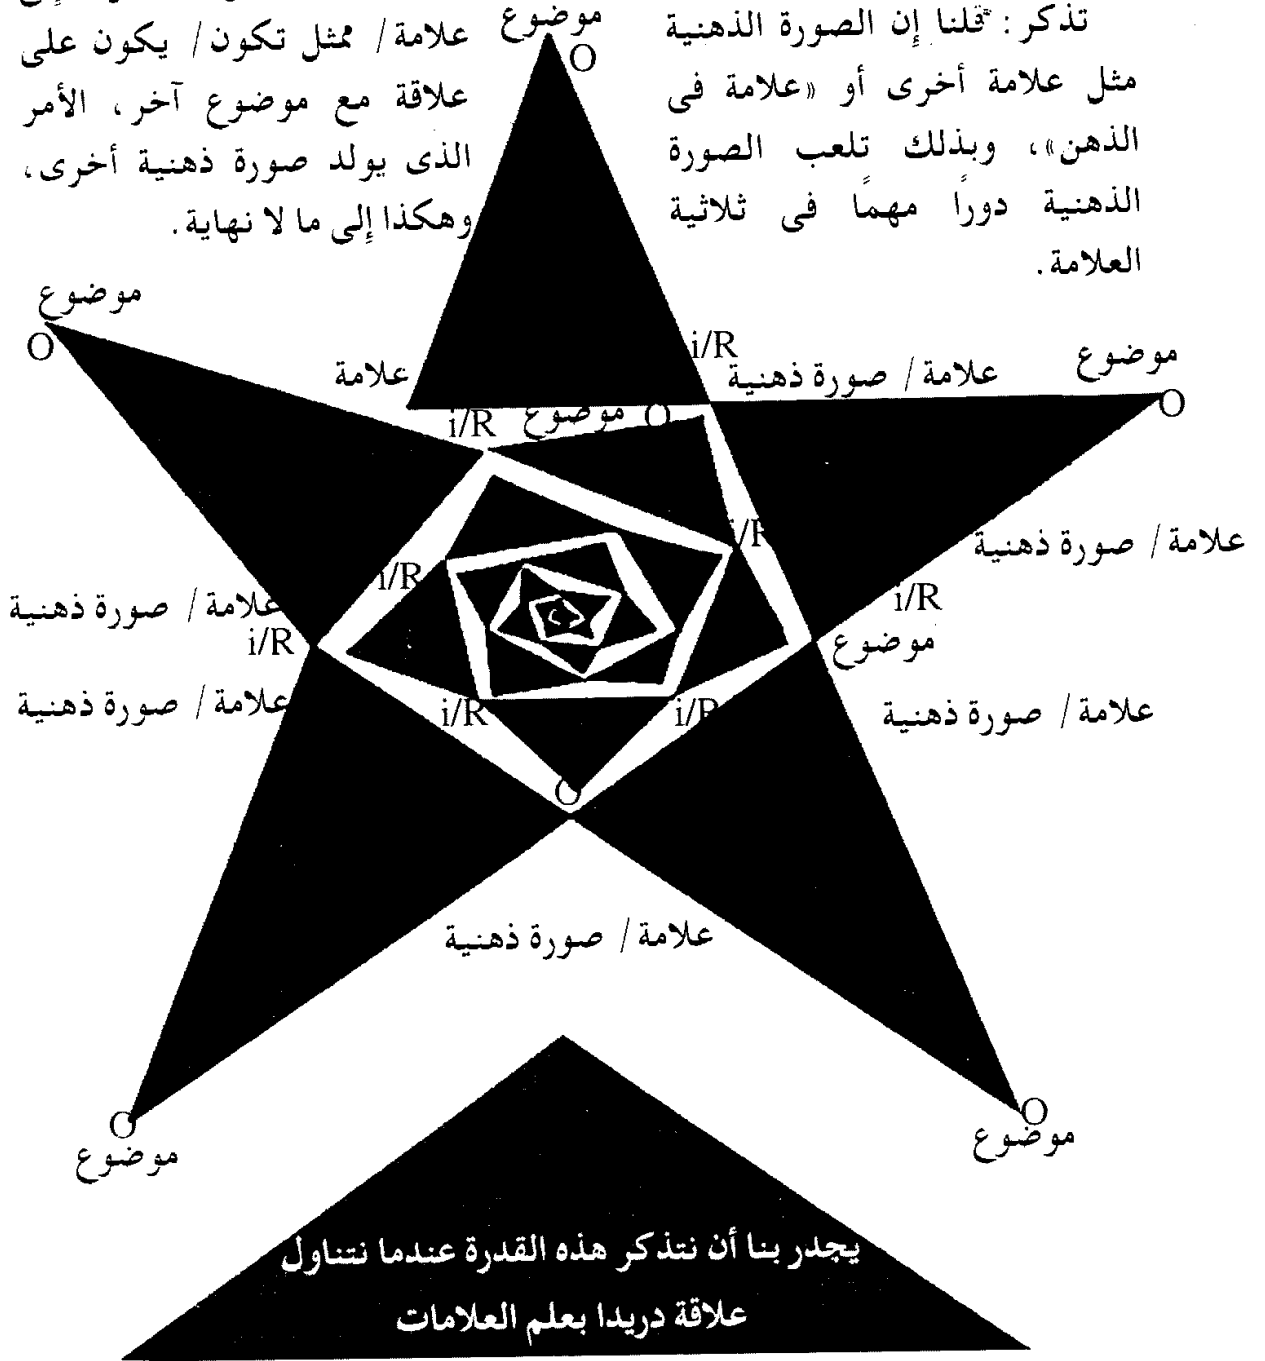 تذكر: قلنا إن الصورة الذهنية
مثل علامة أخرى أو «علامة فى
الذهن»، وبذلك تلعب الصورة
الذهنية دورًا مهمًا فى ثلاثية
العلامة.
علامة/ ممثل تكون/ يكون على
علاقة مع موضوع آخر، الأمر
الذى يولد صورة ذهنية أخرى،
وهكذا إلى ما لا نهاية.
موضوع
O
موضوع
O
i/R
علامة
علامة/ صورة ذهنية
موضوع
O
i/R
موضوع
O
i/R
علامة/ صورة ذهنية
i/R
i/R
علامة/ صورة ذهنية
i/R
موضوع
علامة/ صورة ذهنية
علامة/ صورة ذهنية
i/R
i/R
O
علامة/ صورة ذهنية
O
موضوع
O
موضوع
يجدر بنا أن نتذكر هذه القدرة عندما نتناول
علاقة دريدا بعلم العلامات